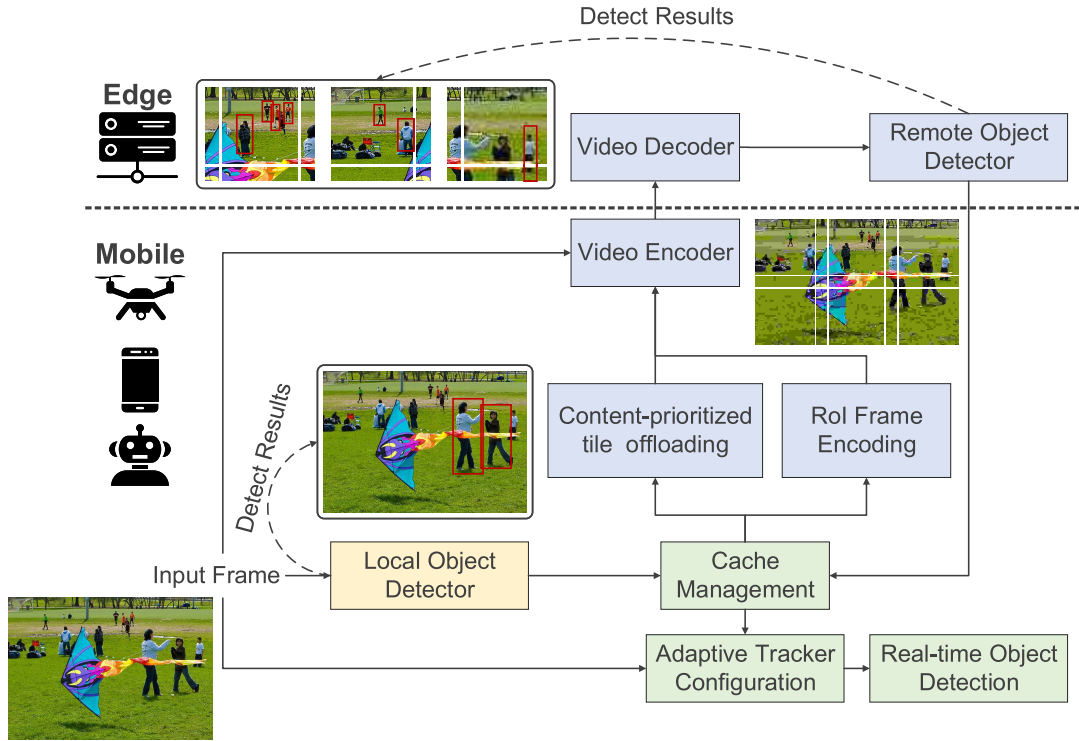 Detect Results
Edge
Video Decoder
Remote Object
Detector
Mobile
Video Encoder
Detect Results
Content-prioritized
tile offloading
RoI Frame
Encoding
Input Frame
Local Object
Detector
Cache
Management
Adaptive Tracker
Configuration
Real-time Object
Detection